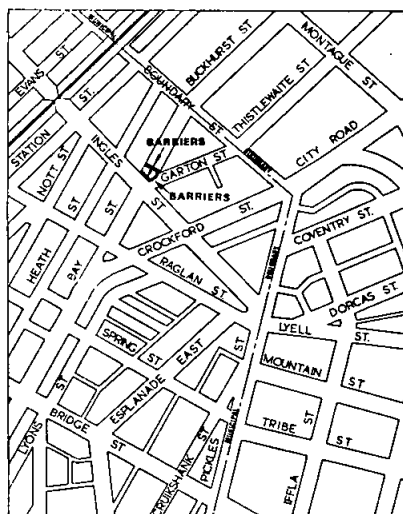 MONTAGUE ST
BUCKHURST ST
BOUNDARY ST.
THISTLEWAITE ST
EVANS ST.
ST.
CITY ROAD
STATION
INGLES ST
BARRIERS
GARTON ST
BARRIERS
NOTT ST
ST
ST
HEATH
BAY
CROCKFORD ST.
COVENTRY ST.
RAGLAN ST
DORCAS ST.
LYELL ST.
SPRING ST
ESPLANADE EAST
ST
MOUNTAIN ST
LYONS ST
BRIDGE ST
TRIBE ST
CRUIKSHANK ST
PICKLES ST
IFFLA ST